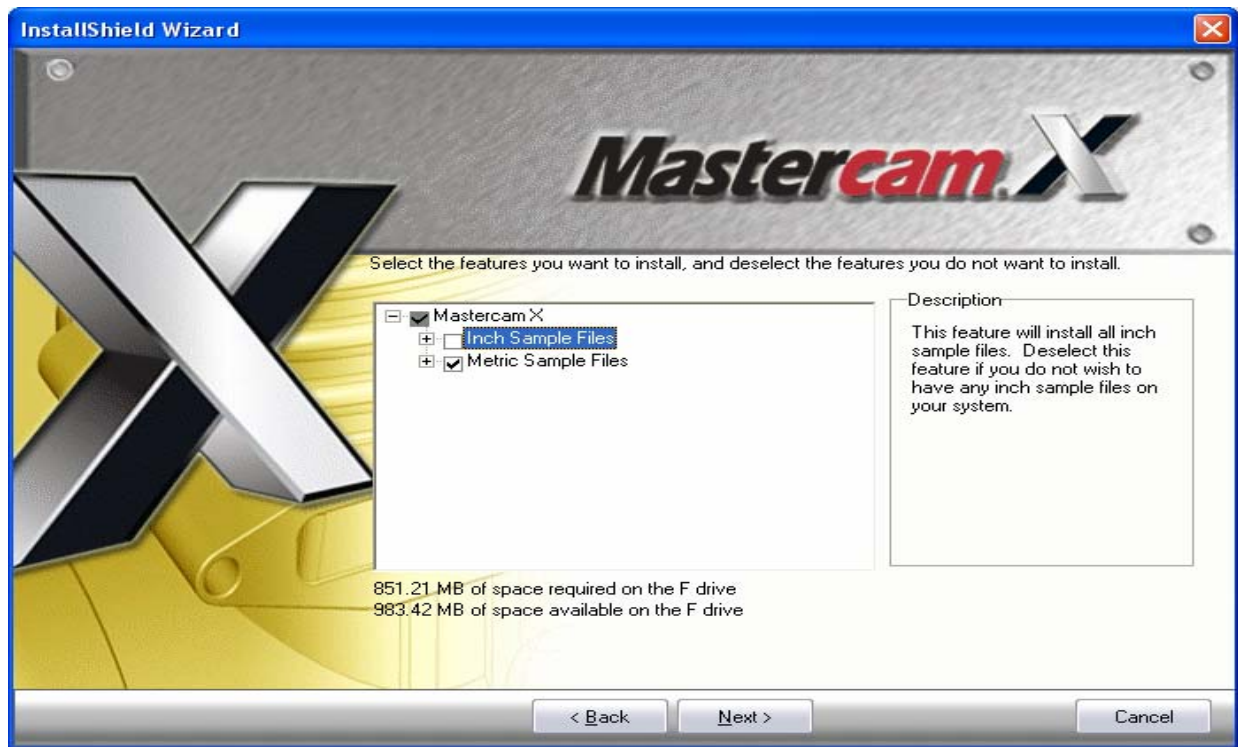 InstallShield Wizard
Mastercam.X
Select the features you want to install, and deselect the features you do not want to install.
Mastercam X
Inch Sample Files
Metric Sample Files
Description
This feature will install all inch
sample files. Deselect this
feature if you do not wish to
have any inch sample files on
your system.
851.21 MB of space required on the F drive
983.42 MB of space available on the F drive
< Back
Next >
Cancel